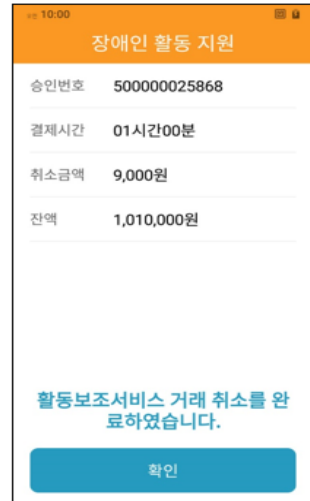 오전 10:00
장애인 활동 지원
승인번호 500000025868
결제시간 01시간00분
취소금액 9,000원
잔액 1,010,000원
활동보조서비스 거래 취소를 완
료하였습니다.
확인